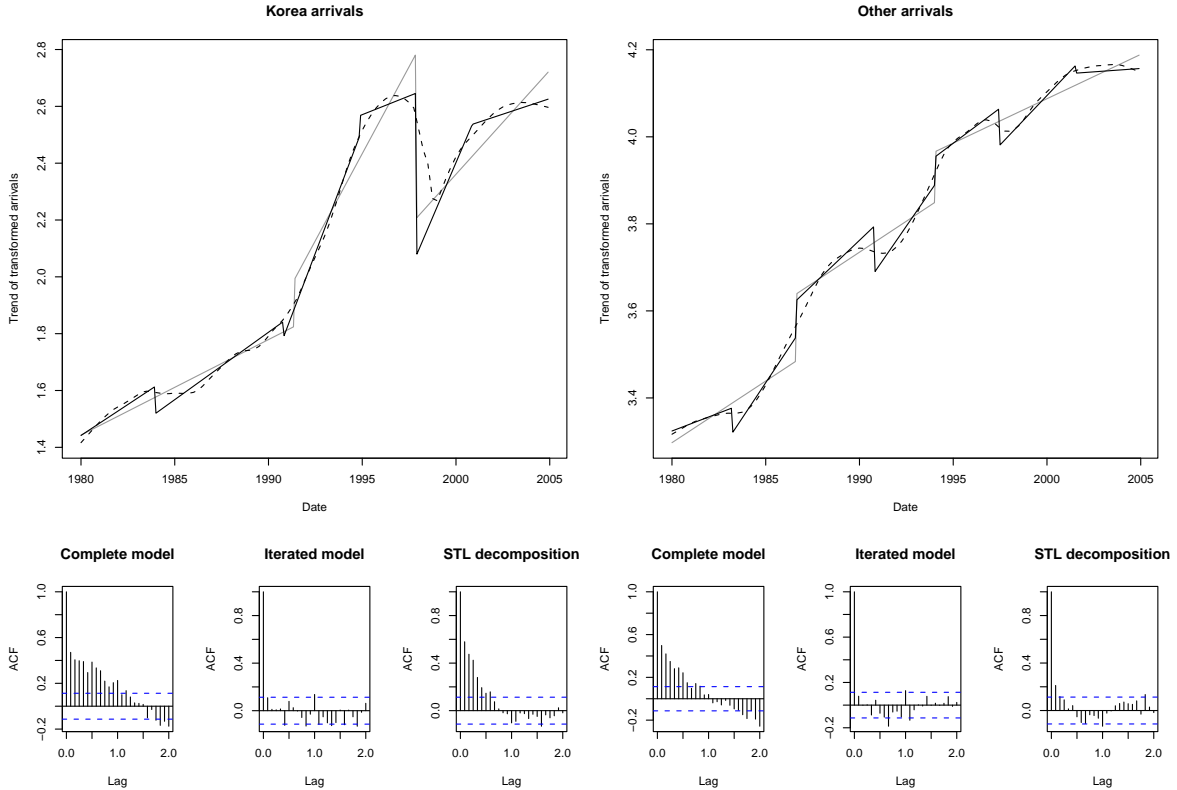 Korea arrivals
Trend of transformed arrivals
2.8
2.6
2.4
2.2
2.0
1.8
1.6
1.4
1980 1985 1990 1995 2000 2005
Date
Other arrivals
Trend of transformed arrivals
4.2
4.0
3.8
3.6
3.4
1980 1985 1990 1995 2000 2005
Date
Complete model
ACF
1.0
0.6
0.2
−0.2
0.0 1.0 2.0
Lag
Iterated model
ACF
0.8
0.4
0.0
0.0 1.0 2.0
Lag
STL decomposition
ACF
0.8
0.4
0.0
0.0 1.0 2.0
Lag
Complete model
ACF
1.0
0.6
0.2
−0.2
0.0 1.0 2.0
Lag
Iterated model
ACF
1.0
0.6
0.2
−0.2
0.0 1.0 2.0
Lag
STL decomposition
ACF
0.8
0.4
0.0
0.0 1.0 2.0
Lag